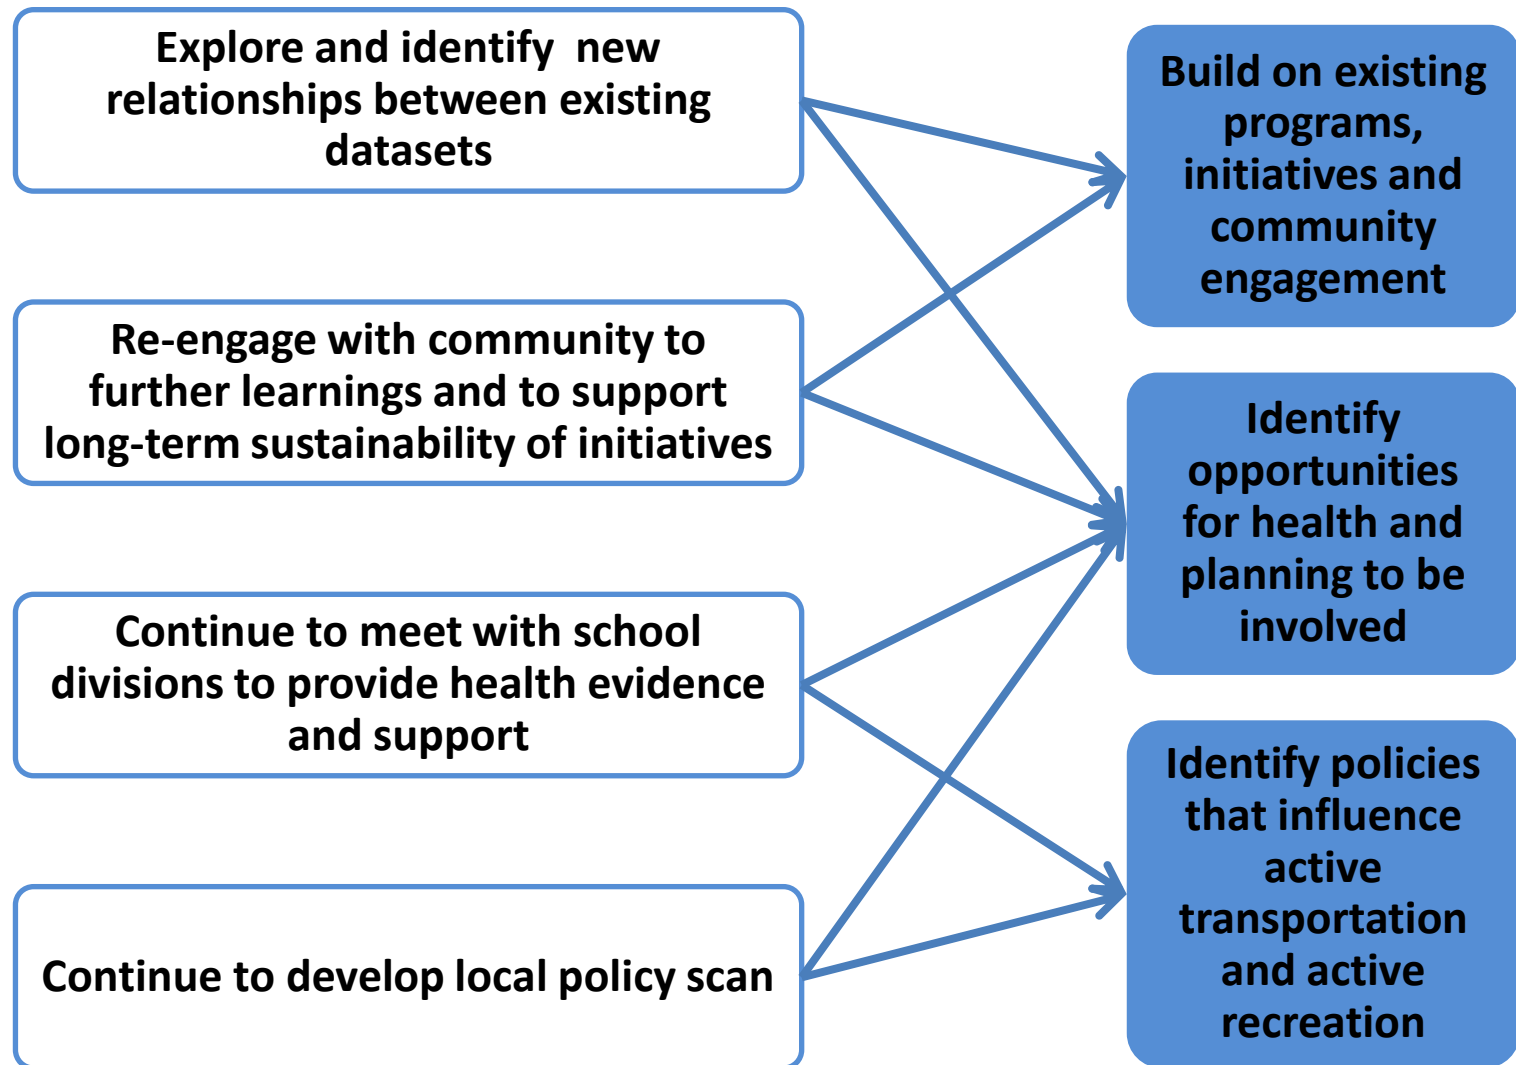 Explore and identify  new
relationships between existing
datasets
Re-engage with community to
further learnings and to support
long-term sustainability of initiatives
Continue to meet with school
divisions to provide health evidence
and support
Continue to develop local policy scan
Build on existing
programs,
initiatives and
community
engagement
Identify
opportunities
for health and
planning to be
involved
Identify policies
that influence
active
transportation
and active
recreation